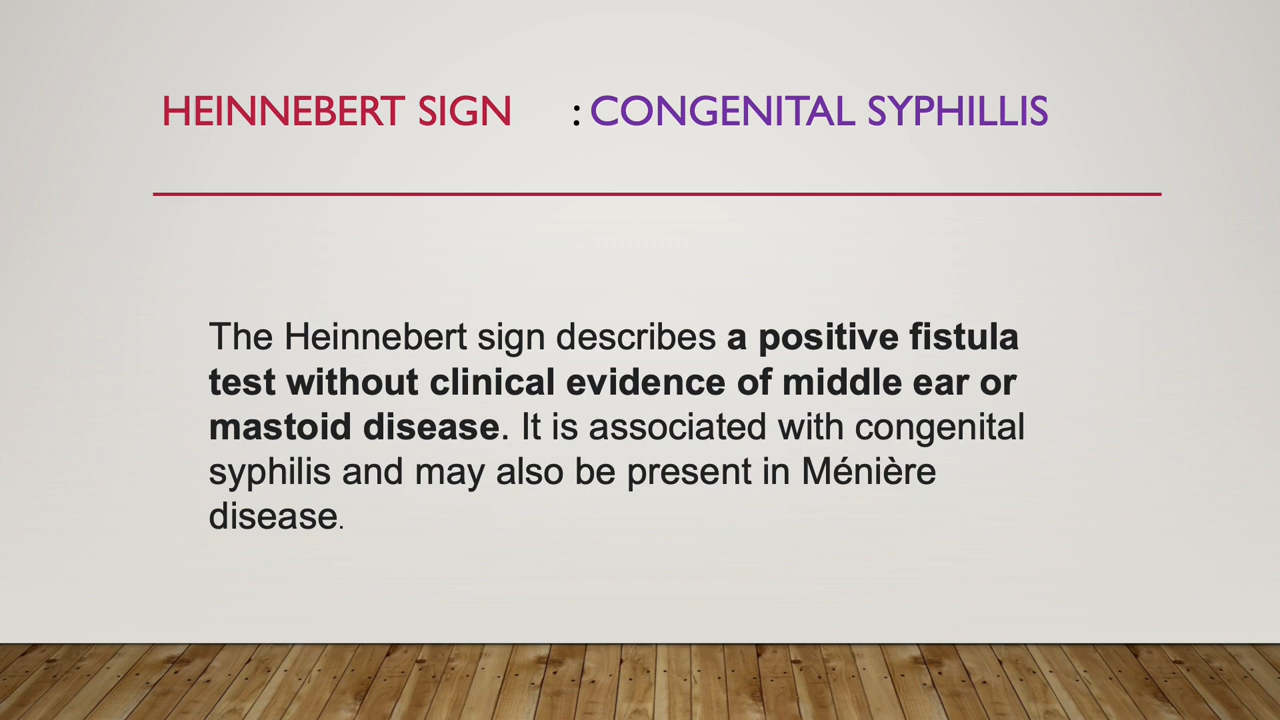 HEINNEBERT SIGN : CONGENITAL SYPHILLIS
The Heinnebert sign describes a positive fistula
test without clinical evidence of middle ear or
mastoid disease. It is associated with congenital
syphilis and may also be present in Ménière
disease.